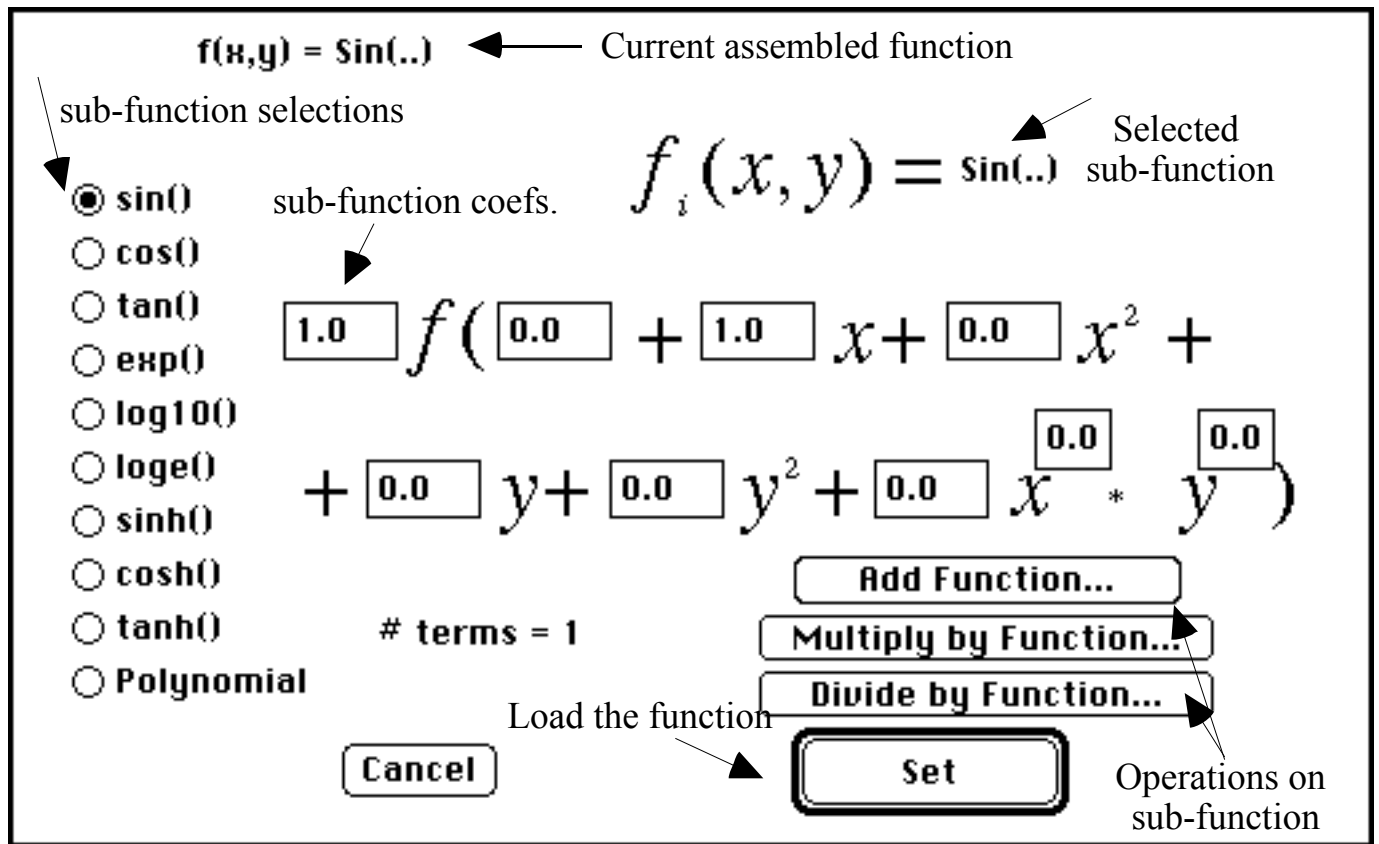 f(x,y) = Sin(..)
Current assembled function
sub-function selections
Selected
sub-function
f i (x, y) = Sin(..)
sin()
sub-function coefs.
cos()
tan()
exp()
log10()
loge()
sinh()
cosh()
tanh()
Polynomial
1.0 f( 0.0 + 1.0 x+ 0.0 x² +
+ 0.0 y+ 0.0 y² + 0.0 x 0.0 * y 0.0 )
# terms = 1
Add Function...
Multiply by Function...
Divide by Function...
Load the function
Cancel
Set
Operations on
sub-function